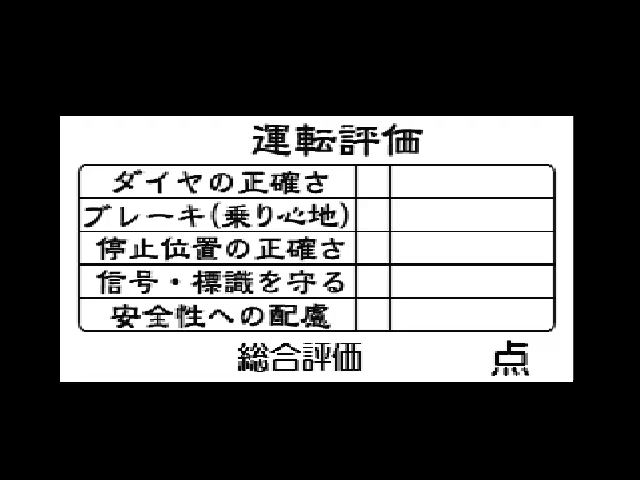 運転評価
ダイヤの正確さ
ブレーキ(乗り心地)
停止位置の正確さ
信号・標識を守る
安全性への配慮
総合評価 点